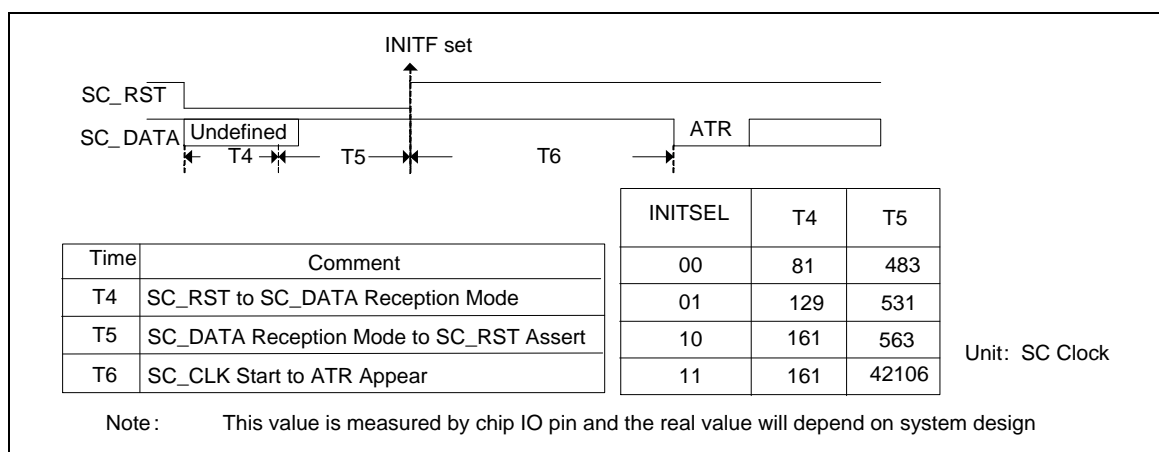 INITF set
SC_RST
SC_DATA Undefined ATR
T4 T5 T6
INITSEL T4 T5
00 81 483
01 129 531
10 161 563
11 161 42106
Unit: SC Clock
Time Comment
T4 SC_RST to SC_DATA Reception Mode
T5 SC_DATA Reception Mode to SC_RST Assert
T6 SC_CLK Start to ATR Appear
Note: This value is measured by chip IO pin and the real value will depend on system design